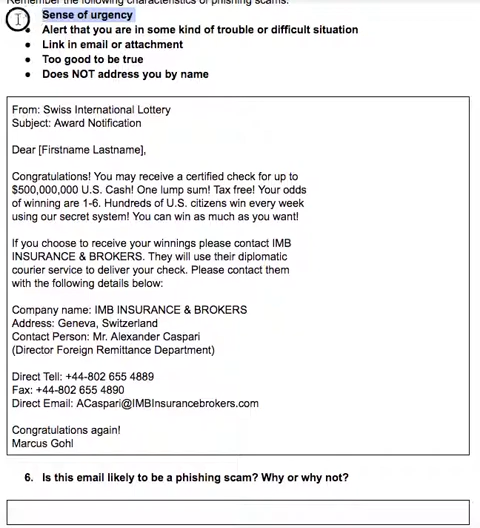 Remember the following characteristics of phishing scams:
Sense of urgency
● Alert that you are in some kind of trouble or difficult situation
● Link in email or attachment
● Too good to be true
● Does NOT address you by name
From: Swiss International Lottery
Subject: Award Notification
Dear [Firstname Lastname],
Congratulations! You may receive a certified check for up to
$500,000,000 U.S. Cash! One lump sum! Tax free! Your odds
of winning are 1-6. Hundreds of U.S. citizens win every week
using our secret system! You can win as much as you want!
If you choose to receive your winnings please contact IMB
INSURANCE & BROKERS. They will use their diplomatic
courier service to deliver your check. Please contact them
with the following details below:
Company name: IMB INSURANCE & BROKERS
Address: Geneva, Switzerland
Contact Person: Mr. Alexander Caspari
(Director Foreign Remittance Department)
Direct Tell: +44-802 655 4889
Fax: +44-802 655 4890
Direct Email: ACaspari@IMBInsurancebrokers.com
Congratulations again!
Marcus Gohl
6. Is this email likely to be a phishing scam? Why or why not?